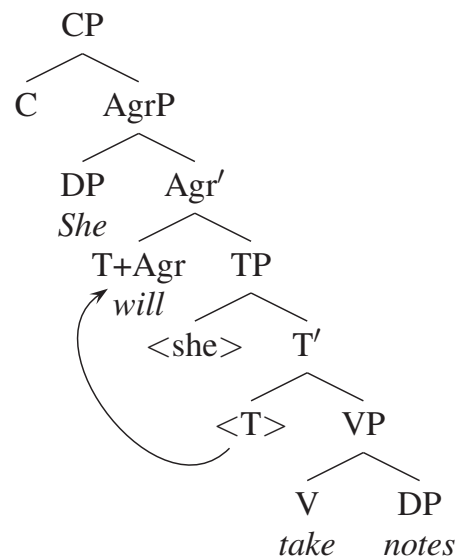 CP
C AgrP
DP Agr′
She
T+Agr TP
will
<she> T′
<T> VP
V DP
take notes